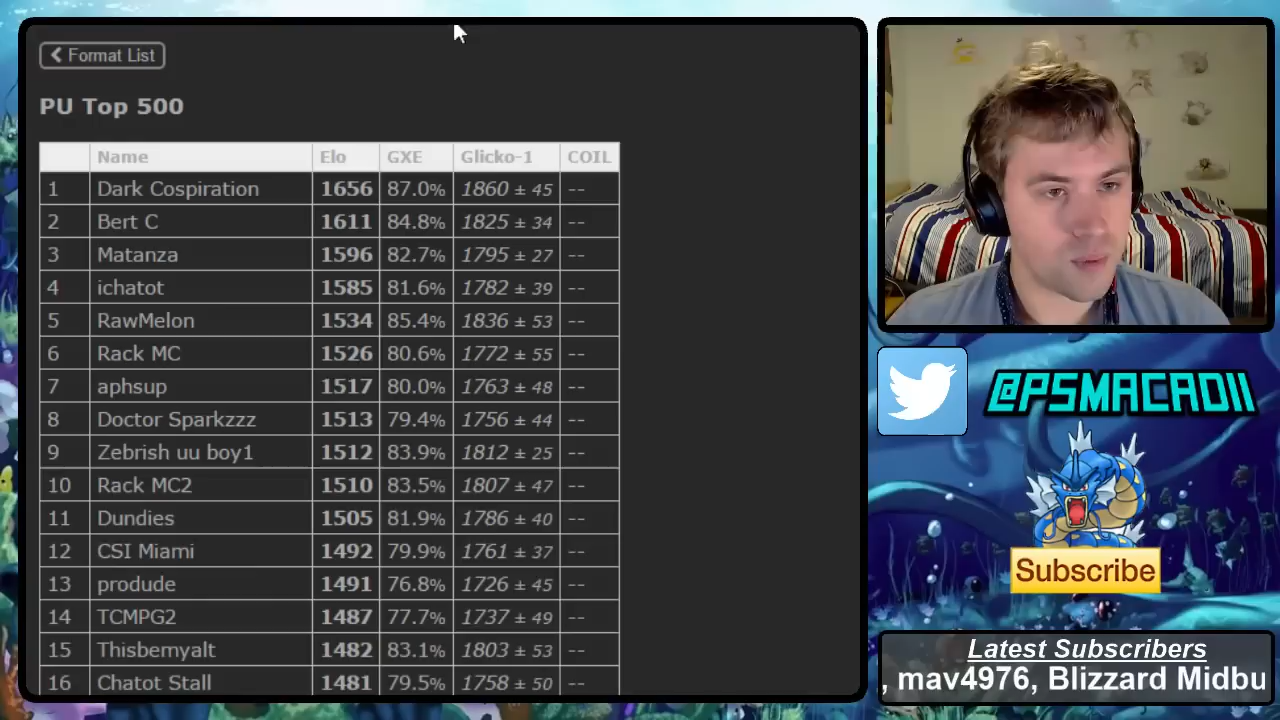 Format List
PU Top 500
Name Elo GXE Glicko-1 COIL
1 Dark Cospiration 1656 87.0% 1860 ± 45 --
2 Bert C 1611 84.8% 1825 ± 34 --
3 Matanza 1596 82.7% 1795 ± 27 --
4 ichatot 1585 81.6% 1782 ± 39 --
5 RawMelon 1534 85.4% 1836 ± 53 --
6 Rack MC 1526 80.6% 1772 ± 55 --
7 aphsup 1517 80.0% 1763 ± 48 --
8 Doctor Sparkzzz 1513 79.4% 1756 ± 44 --
9 Zebrish uu boy1 1512 83.9% 1812 ± 25 --
10 Rack MC2 1510 83.5% 1807 ± 47 --
11 Dundies 1505 81.9% 1786 ± 40 --
12 CSI Miami 1492 79.9% 1761 ± 37 --
13 produde 1491 76.8% 1726 ± 45 --
14 TCMPG2 1487 77.7% 1737 ± 49 --
15 Thisbemyalt 1482 83.1% 1803 ± 53 --
16 Chatot Stall 1481 79.5% 1758 ± 50 --
@PSMACADII
Subscribe
Latest Subscribers
, mav4976, Blizzard Midbu